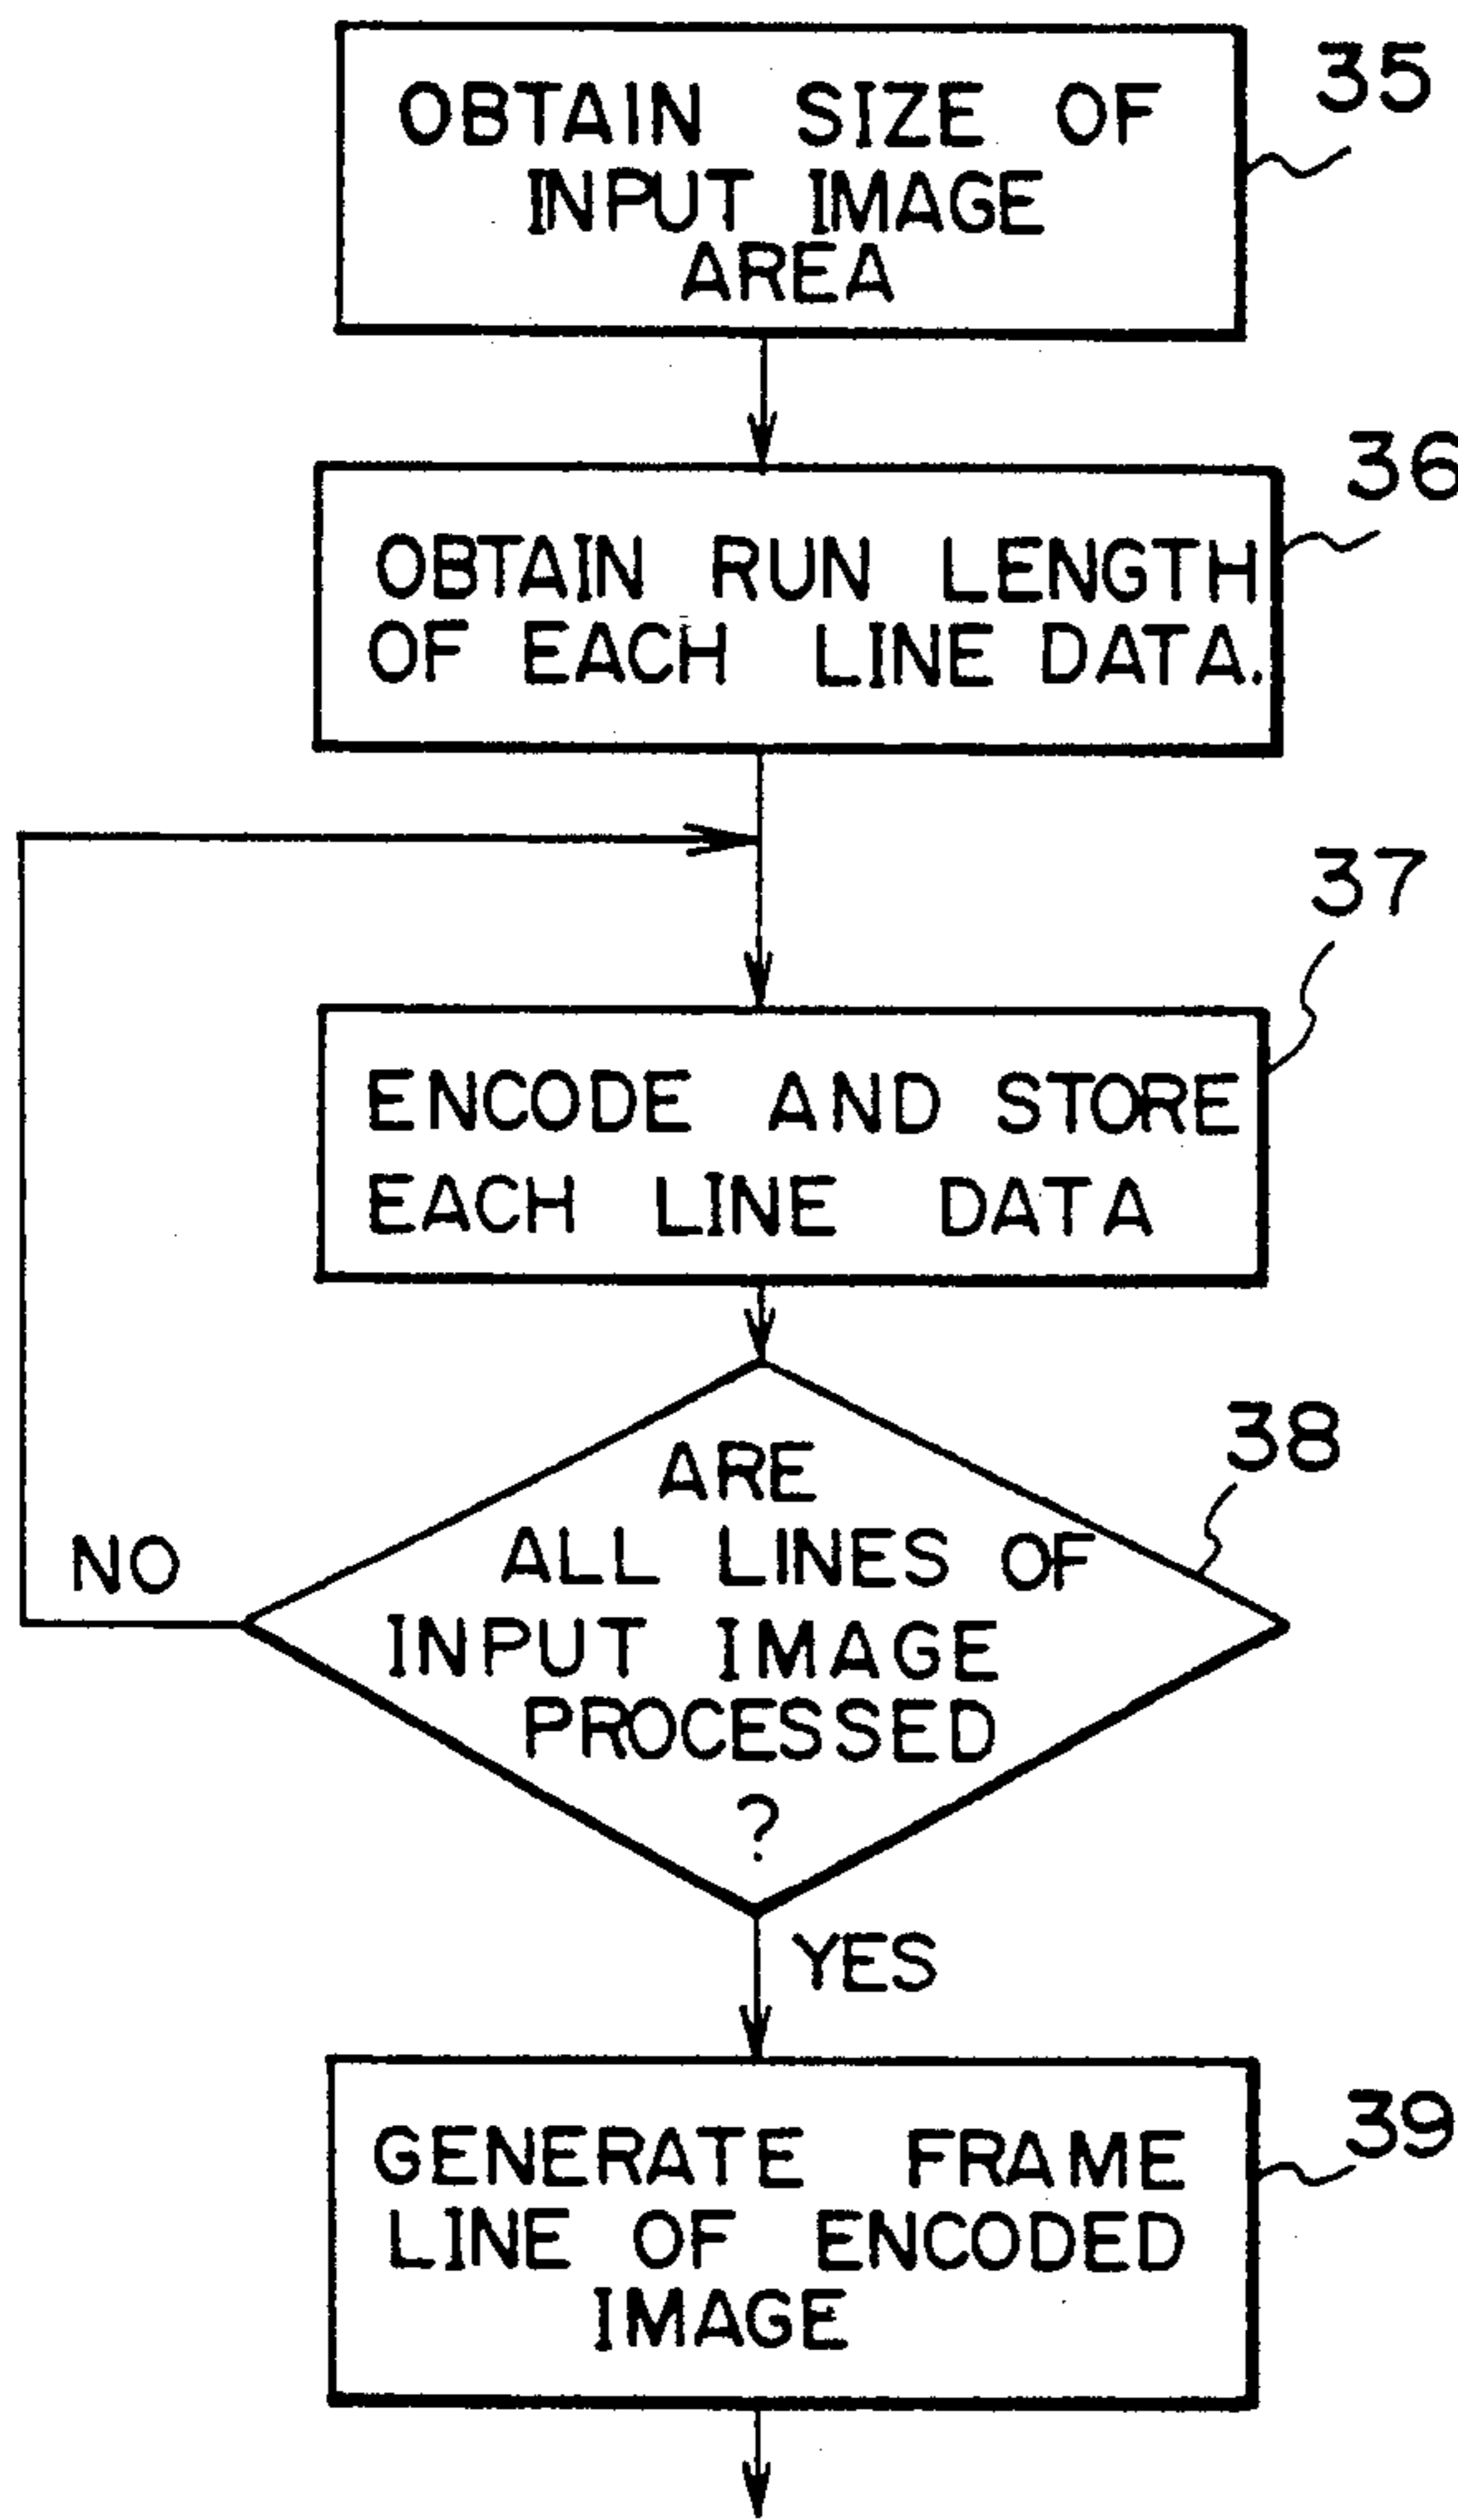 OBTAIN SIZE OF
INPUT IMAGE
AREA
35
OBTAIN RUN LENGTH
OF EACH LINE DATA.
36
ENCODE AND STORE
EACH LINE DATA
37
ARE
ALL LINES OF
INPUT IMAGE
PROCESSED
?
38
NO
YES
GENERATE FRAME
LINE OF ENCODED
IMAGE
39